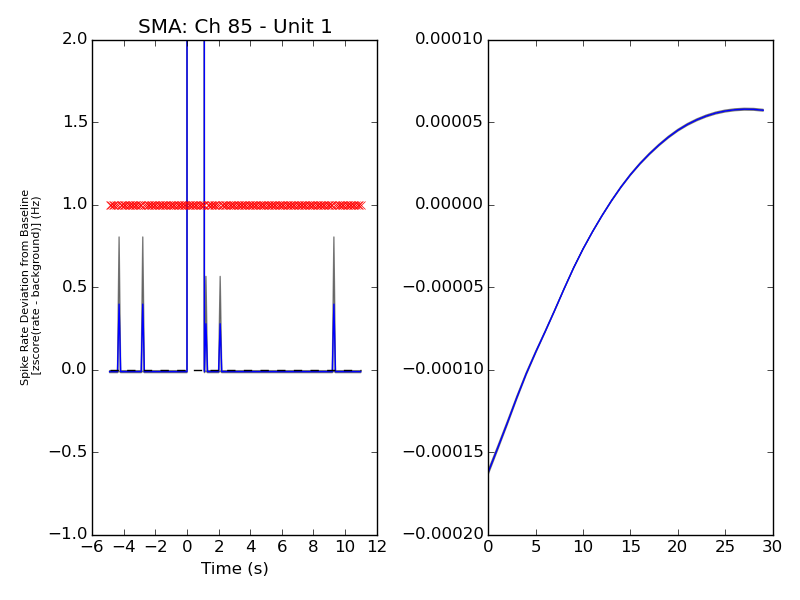 SMA: Ch 85 - Unit 1
2.0
1.5
1.0
0.5
0.0
−0.5
−1.0
−6 −4 −2 0 2 4 6 8 10 12
Time (s)
Spike Rate Deviation from Baseline
[zscore(rate - background)] (Hz)
0.00010
0.00005
0.00000
−0.00005
−0.00010
−0.00015
−0.00020
0 5 10 15 20 25 30